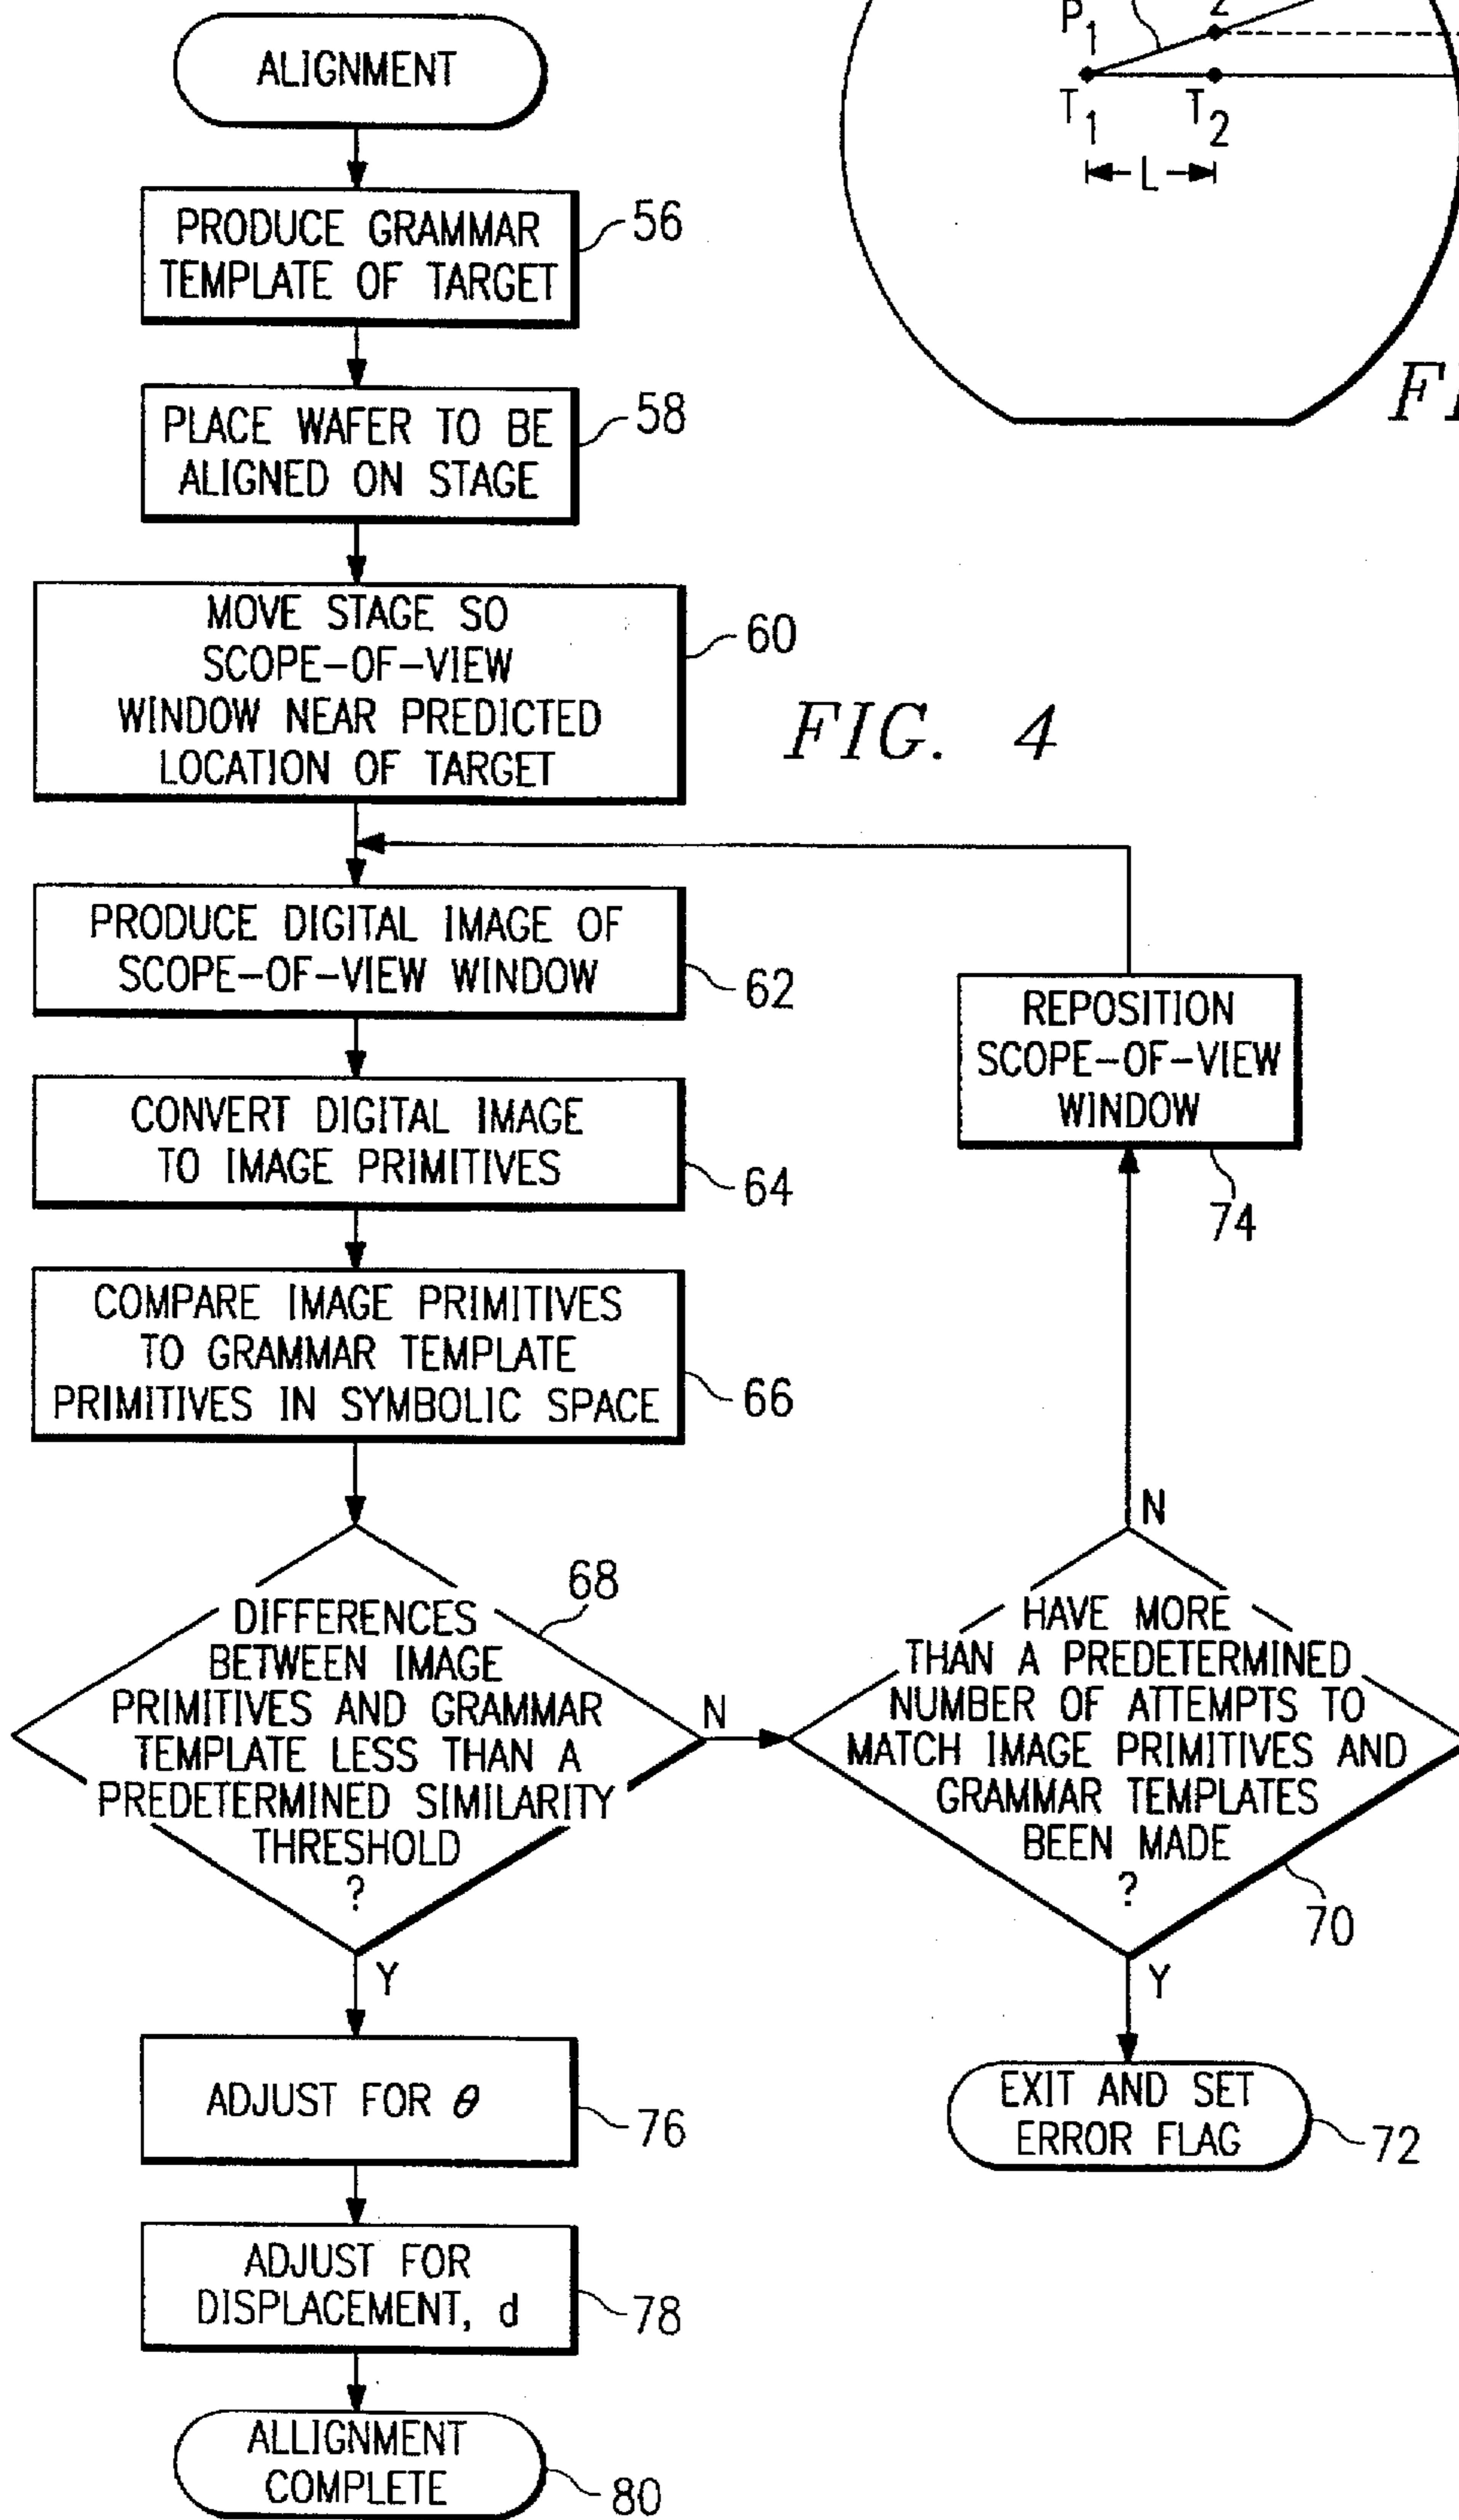 ALIGNMENT
PRODUCE GRAMMAR
TEMPLATE OF TARGET
56
PLACE WAFER TO BE
ALIGNED ON STAGE
58
MOVE STAGE SO
SCOPE-OF-VIEW
WINDOW NEAR PREDICTED
LOCATION OF TARGET
60
PRODUCE DIGITAL IMAGE OF
SCOPE-OF-VIEW WINDOW
62
CONVERT DIGITAL IMAGE
TO IMAGE PRIMITIVES
64
COMPARE IMAGE PRIMITIVES
TO GRAMMAR TEMPLATE
PRIMITIVES IN SYMBOLIC SPACE
66
DIFFERENCES
BETWEEN IMAGE
PRIMITIVES AND GRAMMAR
TEMPLATE LESS THAN A
PREDETERMINED SIMILARITY
THRESHOLD
?
68
N
Y
ADJUST FOR θ
76
ADJUST FOR
DISPLACEMENT, d
78
ALLIGNMENT
COMPLETE
80
P1
2
T1
T2
L
FIG. 4
REPOSITION
SCOPE-OF-VIEW
WINDOW
74
N
HAVE MORE
THAN A PREDETERMINED
NUMBER OF ATTEMPTS TO
MATCH IMAGE PRIMITIVES AND
GRAMMAR TEMPLATES
BEEN MADE
?
70
Y
EXIT AND SET
ERROR FLAG
72